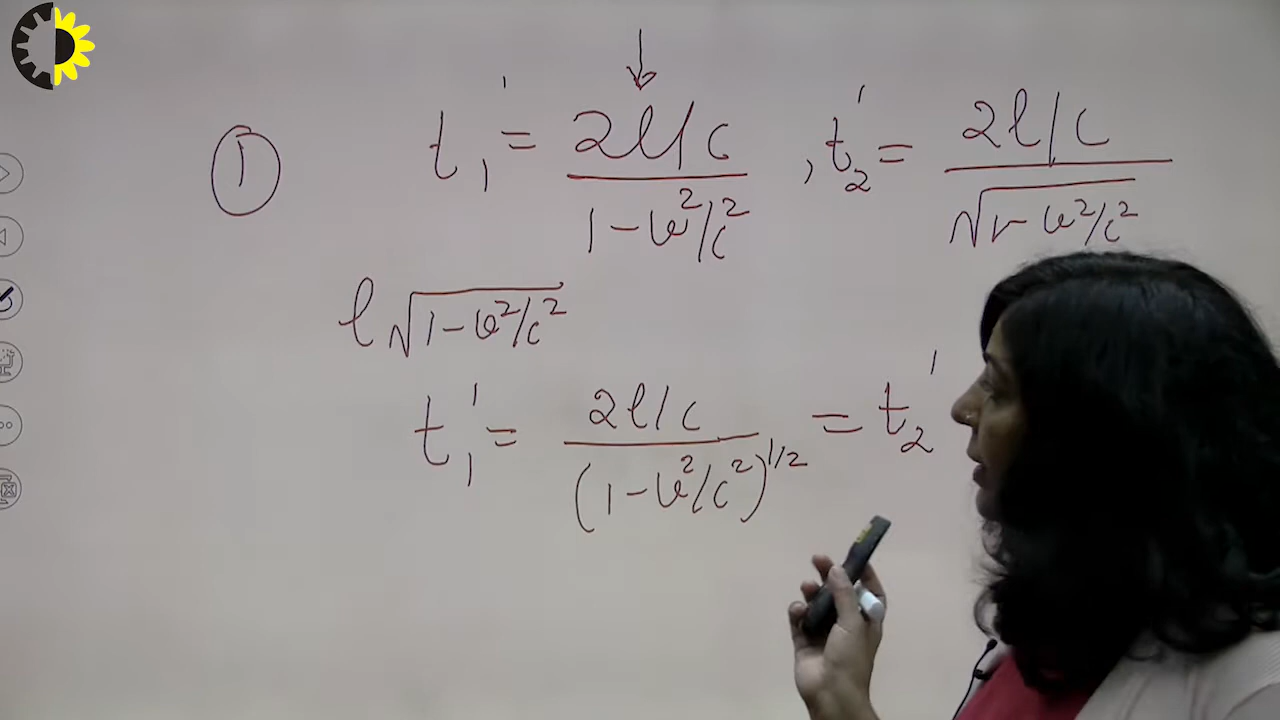 ① t₁' = (2l/c)/(1-v²/c²) , t₂' = (2l/c)/√(1-v²/c²)
l√(1-v²/c²)
t₁' = (2l/c)/(1-v²/c²)^1/2 = t₂'